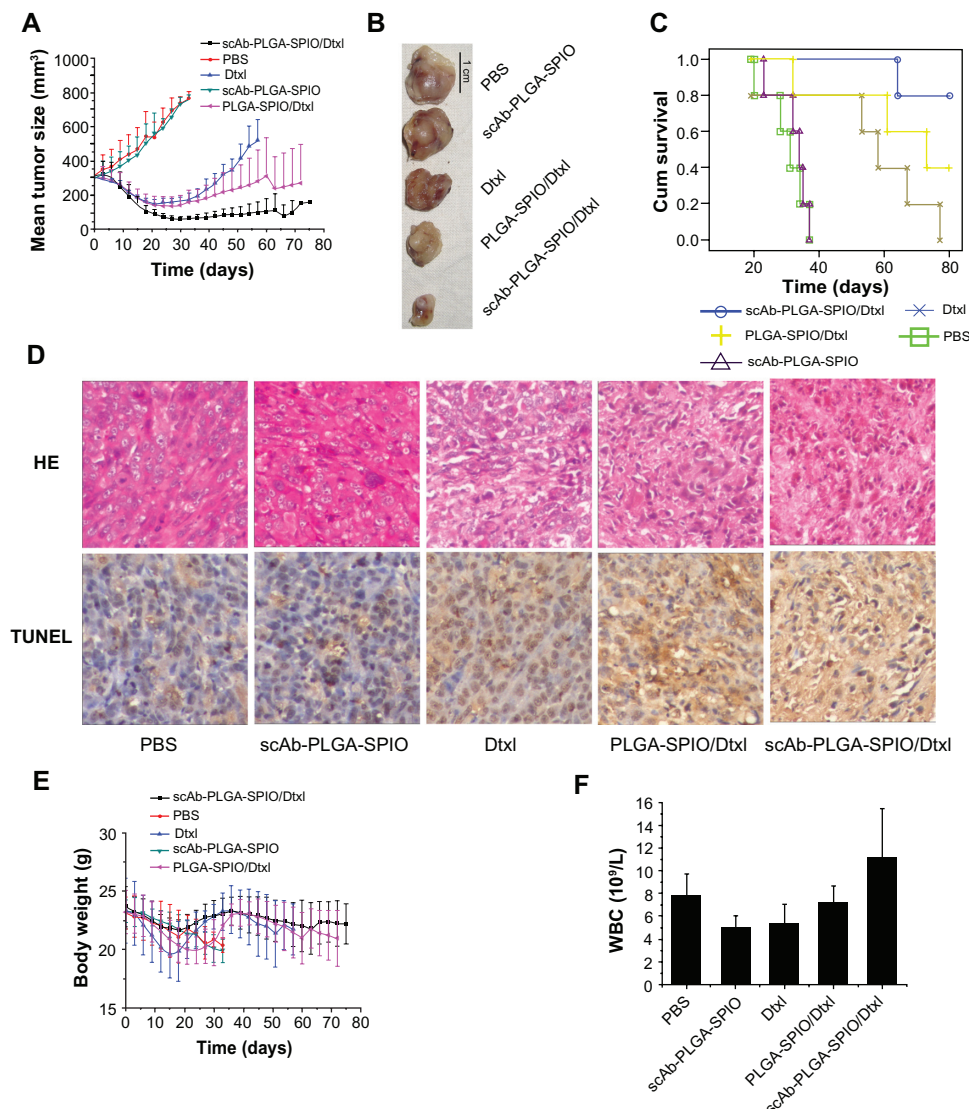 A
scAb-PLGA-SPIO/Dtxl
PBS
Dtxl
scAb-PLGA-SPIO
PLGA-SPIO/Dtxl
Mean tumor size (mm³)
1000
800
600
400
300
200
100
0
0 10 20 30 40 50 60 70 80
Time (days)
B
1 cm
PBS
scAb-PLGA-SPIO
Dtxl
PLGA-SPIO/Dtxl
scAb-PLGA-SPIO/Dtxl
C
Cum survival
1.0
0.8
0.6
0.4
0.2
0.0
20 40 60 80
Time (days)
scAb-PLGA-SPIO/Dtxl
Dtxl
PLGA-SPIO/Dtxl
PBS
scAb-PLGA-SPIO
D
HE
TUNEL
PBS scAb-PLGA-SPIO Dtxl PLGA-SPIO/Dtxl scAb-PLGA-SPIO/Dtxl
E
scAb-PLGA-SPIO/Dtxl
PBS
Dtxl
scAb-PLGA-SPIO
PLGA-SPIO/Dtxl
Body weight (g)
30
25
20
15
0 10 20 30 40 50 60 70 80
Time (days)
F
WBC (10⁹/L)
16
14
12
10
8
6
4
2
0
PBS
scAb-PLGA-SPIO
Dtxl
PLGA-SPIO/Dtxl
scAb-PLGA-SPIO/Dtxl